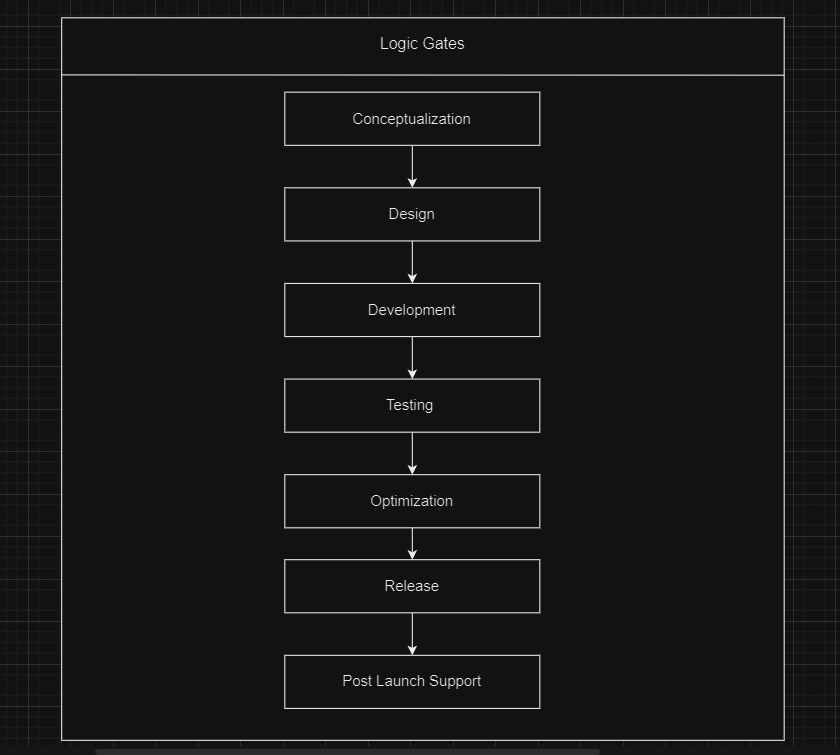 Logic Gates
Conceptualization
Design
Development
Testing
Optimization
Release
Post Launch Support